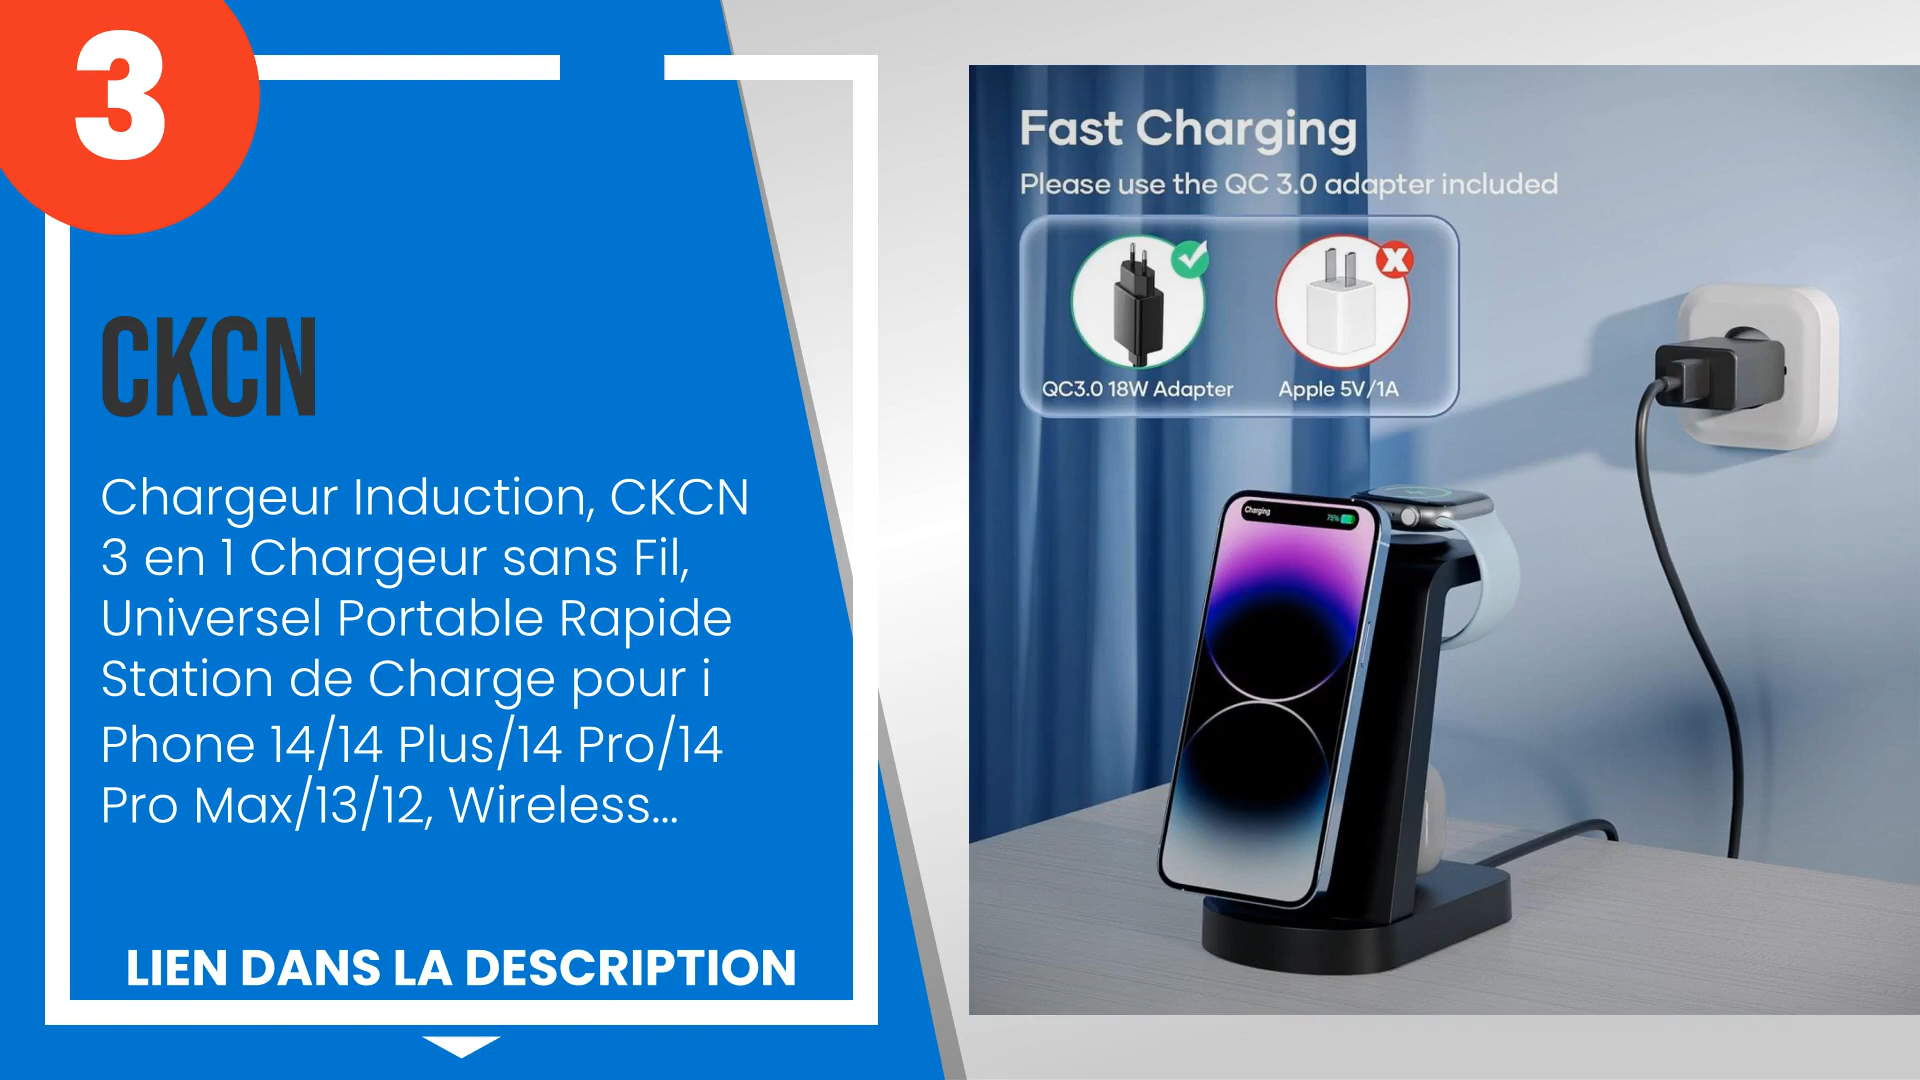 3
CKCN
Chargeur Induction, CKCN
3 en 1 Chargeur sans Fil,
Universel Portable Rapide
Station de Charge pour i
Phone 14/14 Plus/14 Pro/14
Pro Max/13/12, Wireless...
LIEN DANS LA DESCRIPTION
Fast Charging
Please use the QC 3.0 adapter included
QC3.0 18W Adapter
Apple 5V/1A
Charging
75%